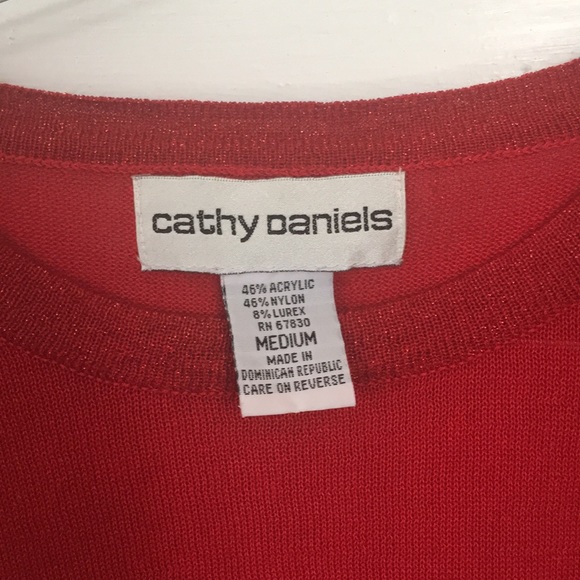 cathy Daniels
46% ACRYLIC
46% NYLON
8% LUREX
RN 67830
MEDIUM
MADE IN
DOMINICAN REPUBLIC
CARE ON REVERSE